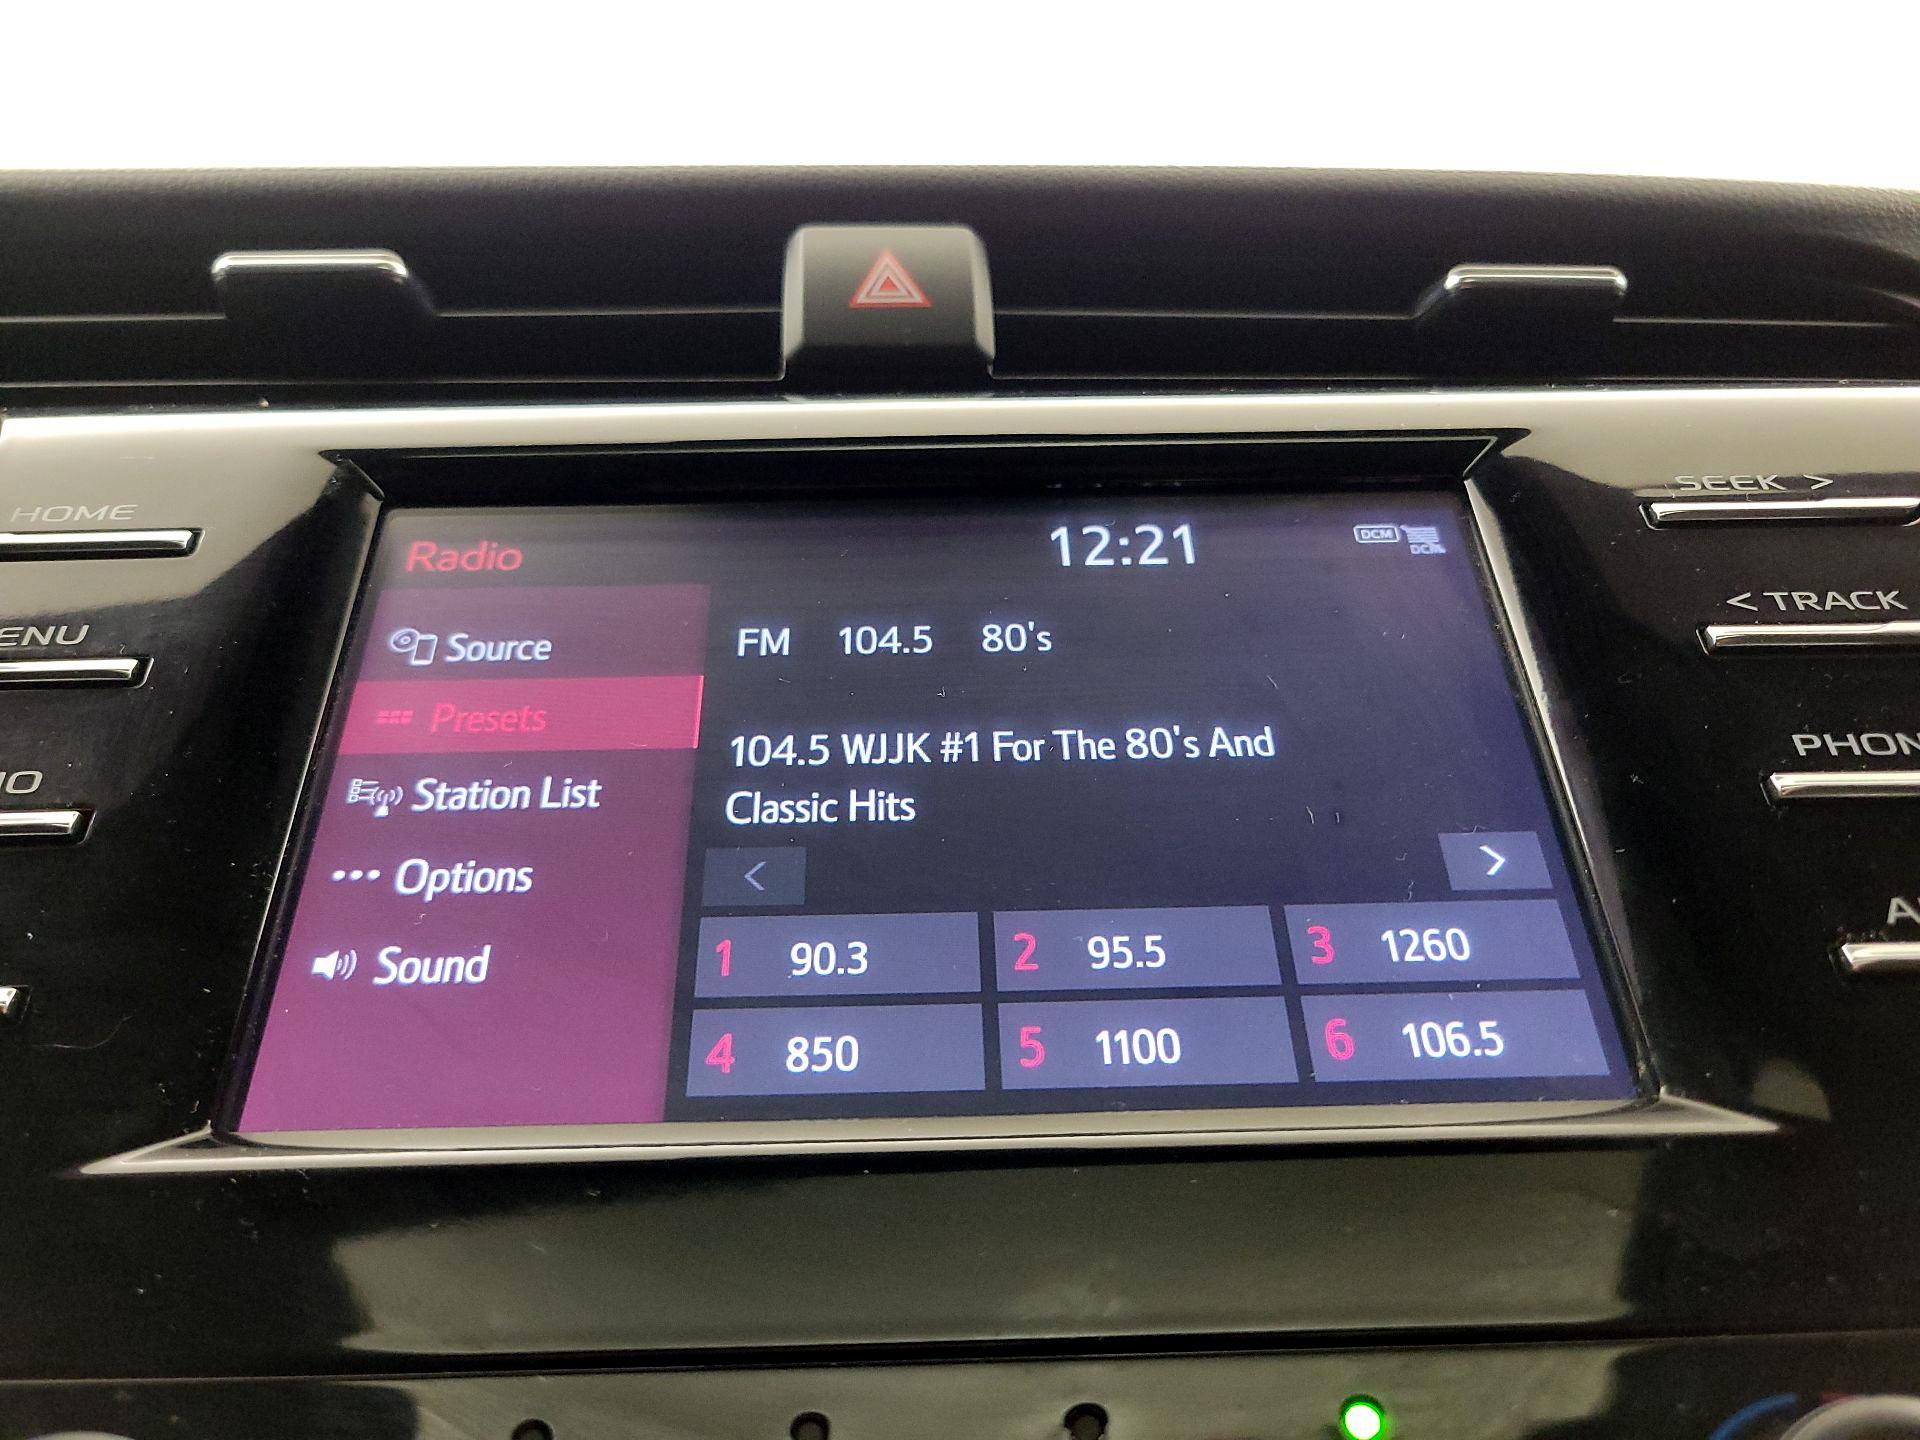 HOME
SEEK >
Radio
12:21
DCM
DCM
ENU
< TRACK
Source
FM 104.5 80's
Presets
104.5 WJJK #1 For The 80's And
Classic Hits
PHON
IO
Station List
Options
<
>
A
Sound
1 90.3
2 95.5
3 1260
4 850
5 1100
6 106.5